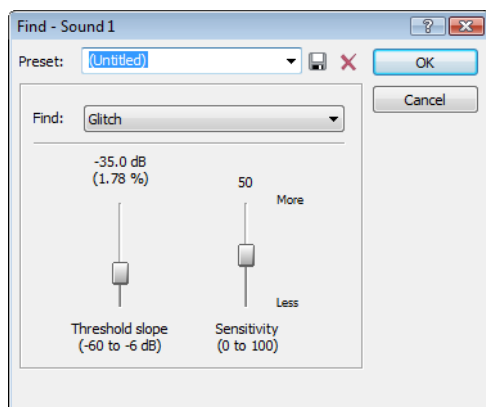 Find - Sound 1
Preset: (Untitled)
OK
Cancel
Find: Glitch
-35.0 dB
(1.78 %)
50
More
Less
Threshold slope
(-60 to -6 dB)
Sensitivity
(0 to 100)